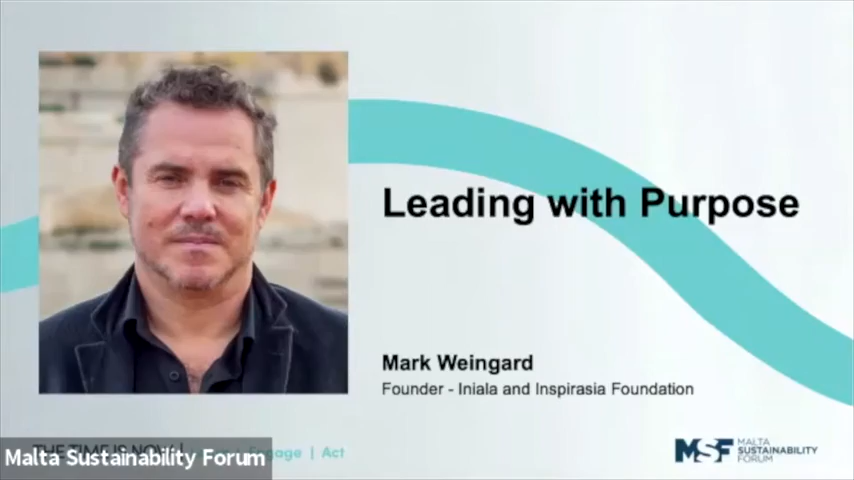 Leading with Purpose
Mark Weingard
Founder - Iniala and Inspirasia Foundation
THE TIME IS NOW | Engage | Act
Malta Sustainability Forum
MSF MALTA
SUSTAINABILITY
FORUM